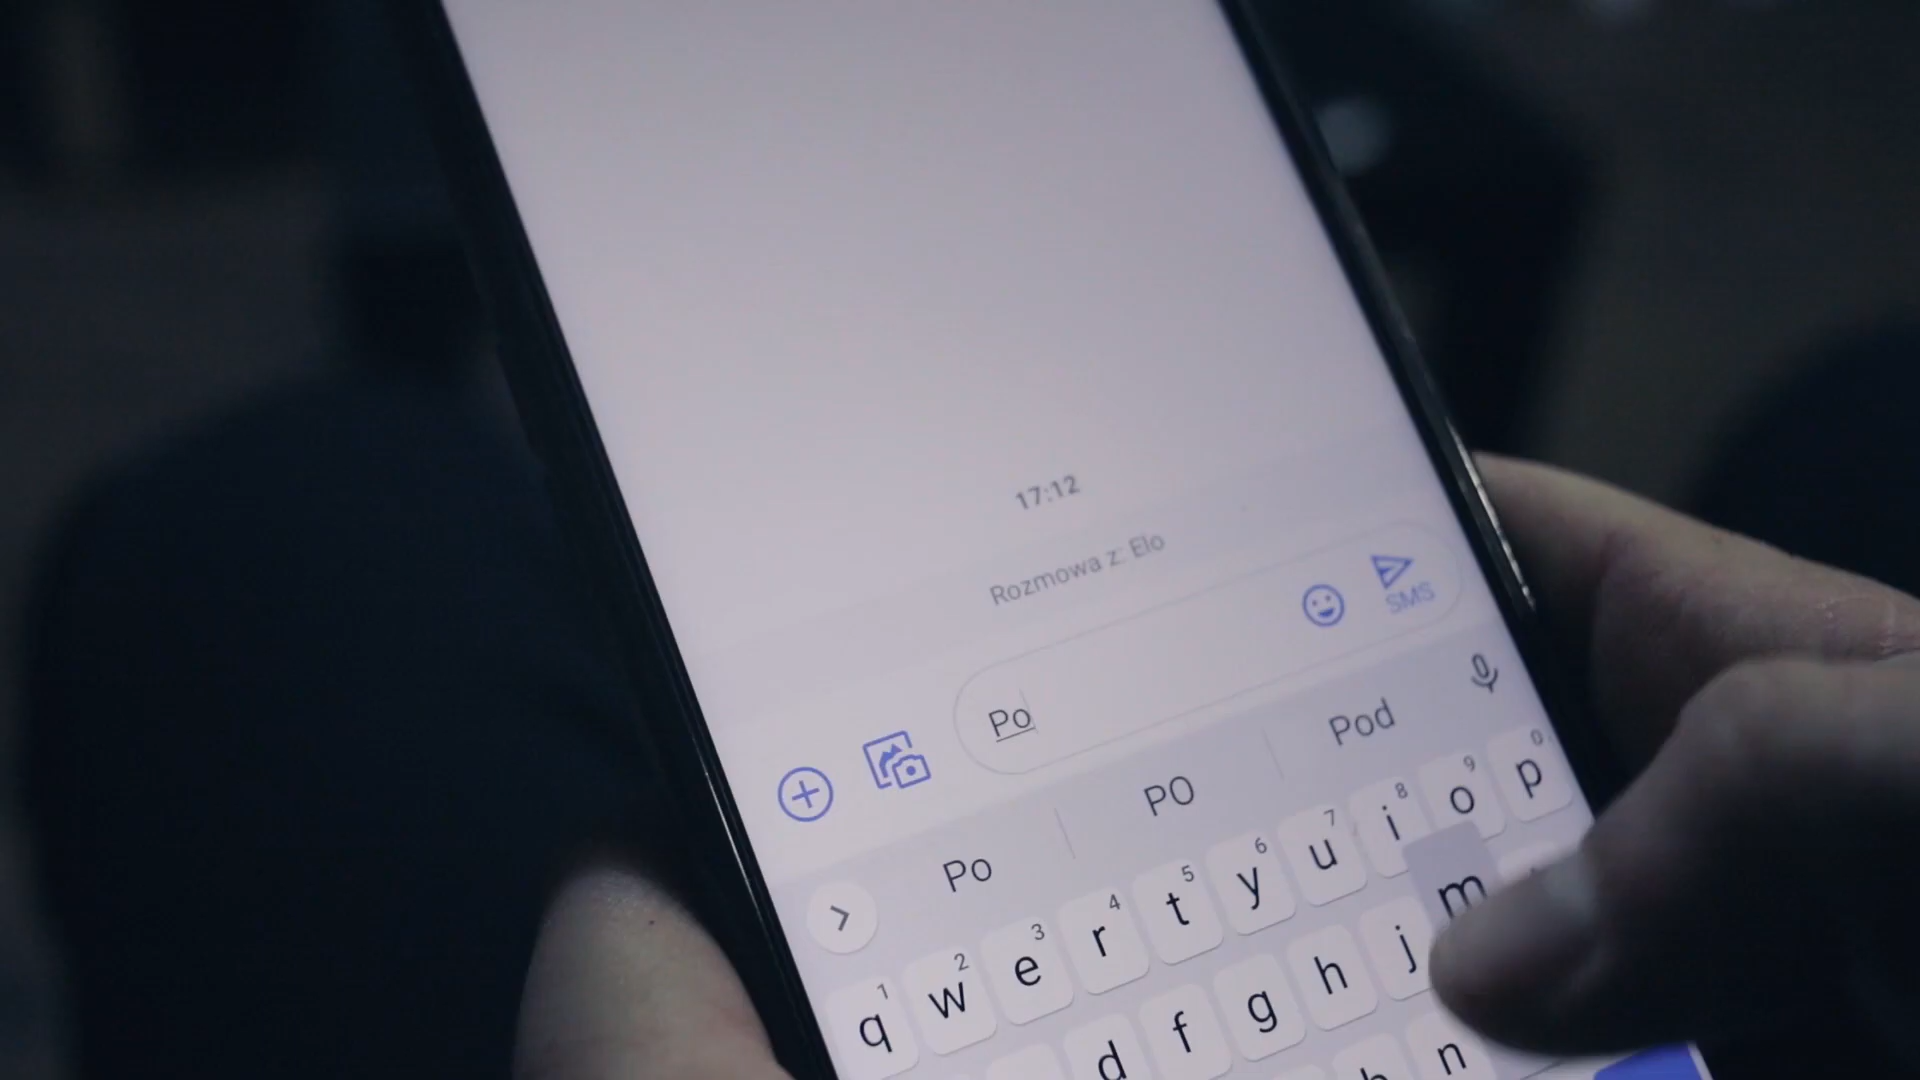 17:12
Rozmowa z: Elo
SMS
Po
Po PO Pod
1 2 3 4 5 6 7 8 9 0
q w e r t y u i o p
d f g h j
n
m